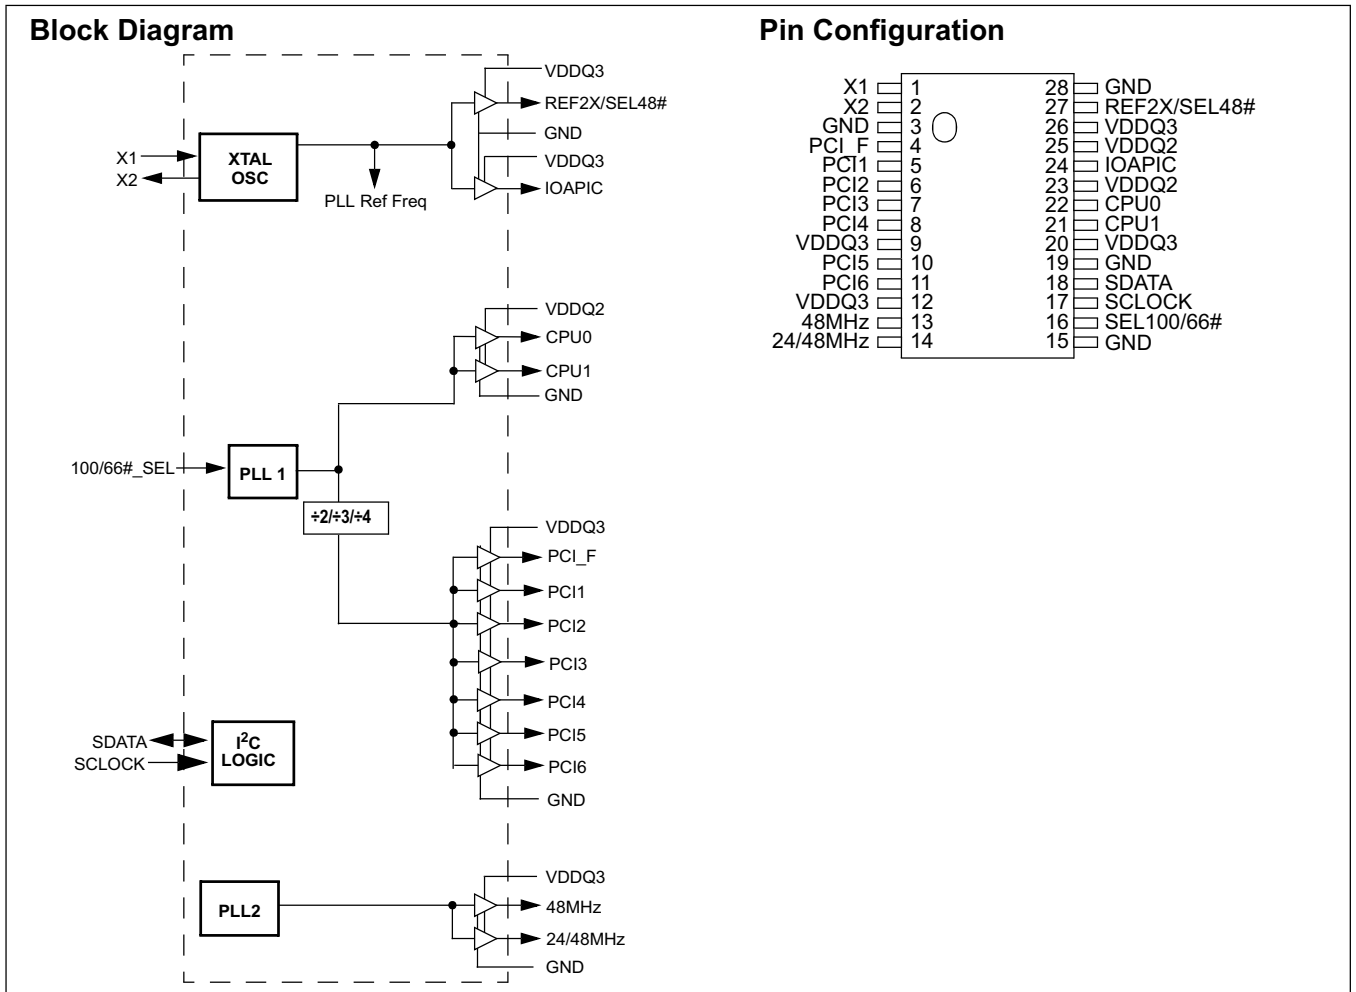 Block Diagram
VDDQ3
REF2X/SEL48#
GND
X1
X2
XTAL
OSC
PLL Ref Freq
VDDQ3
IOAPIC
VDDQ2
CPU0
CPU1
GND
100/66#_SEL
PLL 1
÷2/÷3/÷4
VDDQ3
PCI_F
PCI1
PCI2
PCI3
PCI4
PCI5
PCI6
GND
SDATA
SCLOCK
I²C
LOGIC
PLL2
VDDQ3
48MHz
24/48MHz
GND
Pin Configuration
X1 1 28 GND
X2 2 27 REF2X/SEL48#
GND 3 26 VDDQ3
PCI_F 4 25 VDDQ2
PCI1 5 24 IOAPIC
PCI2 6 23 VDDQ2
PCI3 7 22 CPU0
PCI4 8 21 CPU1
VDDQ3 9 20 VDDQ3
PCI5 10 19 GND
PCI6 11 18 SDATA
VDDQ3 12 17 SCLOCK
48MHz 13 16 SEL100/66#
24/48MHz 14 15 GND